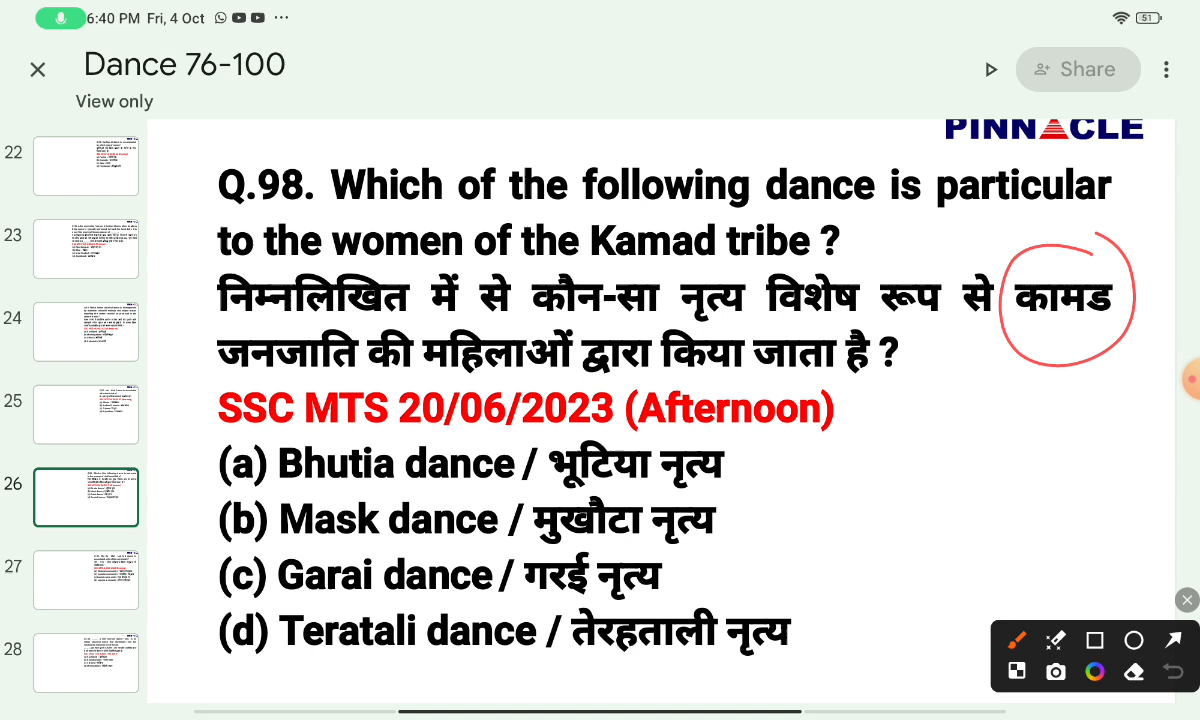 6:40 PM Fri, 4 Oct
51
Dance 76-100
Share
View only
PINNACLE
22
23
24
25
26
27
28
Q.98. Which of the following dance is particular
to the women of the Kamad tribe ?
निम्नलिखित में से कौन-सा नृत्य विशेष रूप से कामड
जनजाति की महिलाओं द्वारा किया जाता है ?
SSC MTS 20/06/2023 (Afternoon)
(a) Bhutia dance / भूटिया नृत्य
(b) Mask dance / मुखौटा नृत्य
(c) Garai dance / गरई नृत्य
(d) Teratali dance / तेरहताली नृत्य